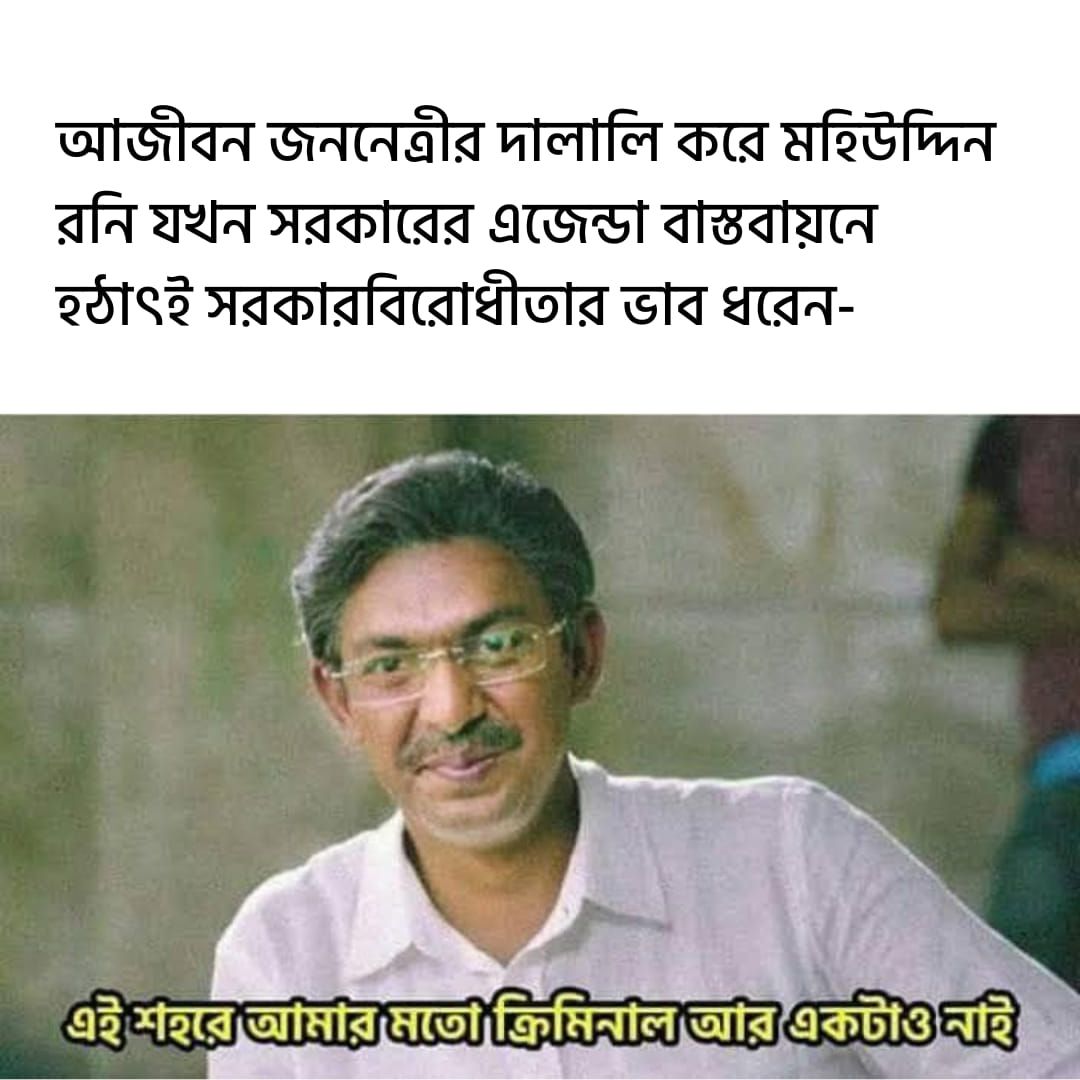 আজীবন জননেত্রীর দালালি করে মহিউদ্দিন
রনি যখন সরকারের এজেন্ডা বাস্তবায়নে
হঠাৎই সরকারবিরোধীতার ভাব ধরেন-
এই শহরে আমার মতো ক্রিমিনাল আর একটাও নাই